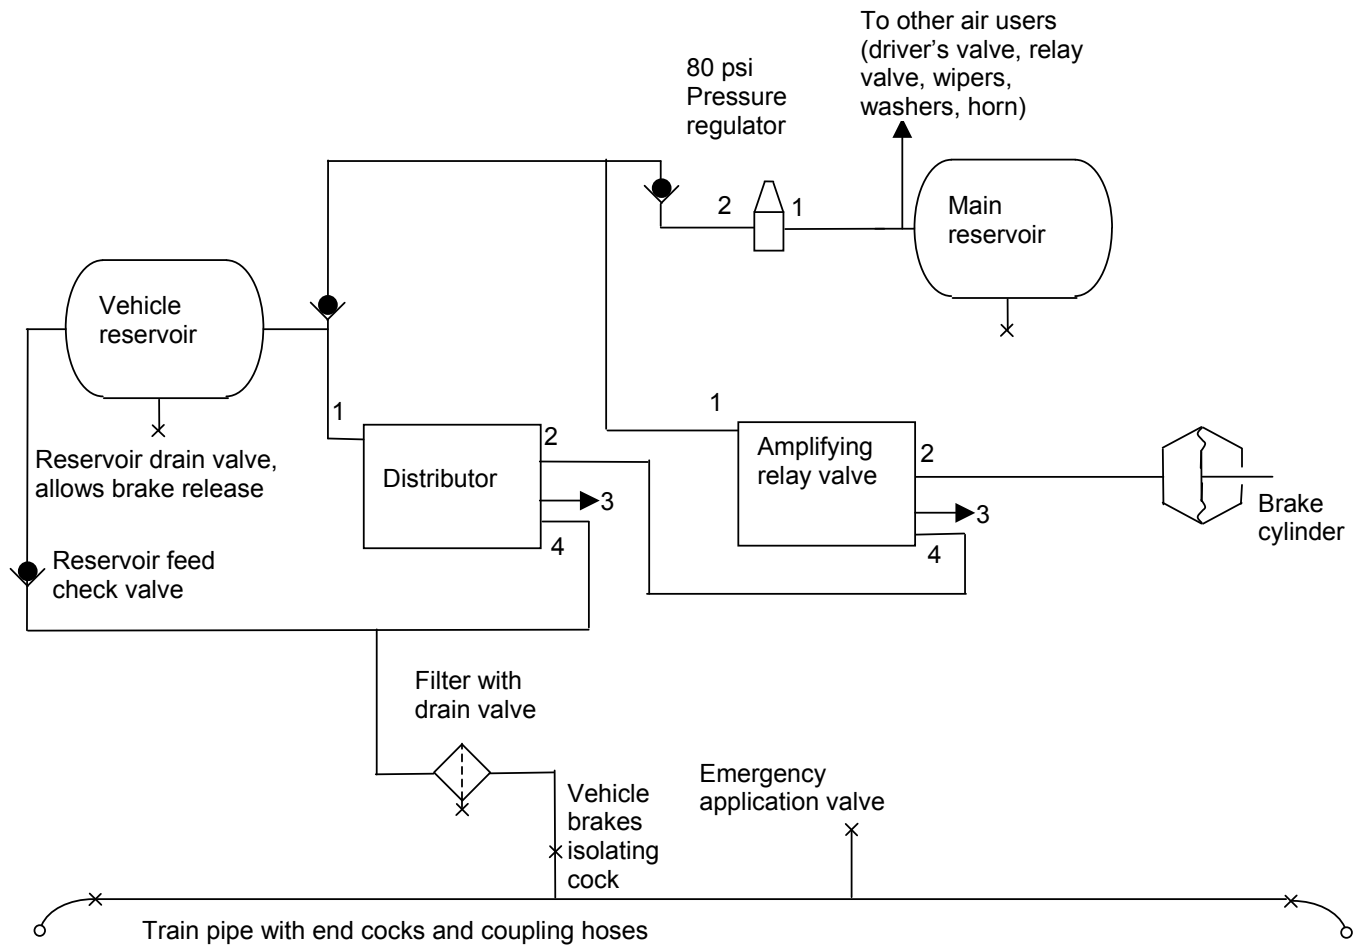 To other air users
(driver's valve, relay
valve, wipers,
washers, horn)
80 psi
Pressure
regulator
2
1
Main
reservoir
Vehicle
reservoir
1
Reservoir drain valve,
allows brake release
Distributor
2
3
4
1
Amplifying
relay valve
2
3
4
Brake
cylinder
Reservoir feed
check valve
Filter with
drain valve
Vehicle
brakes
isolating
cock
Emergency
application valve
Train pipe with end cocks and coupling hoses